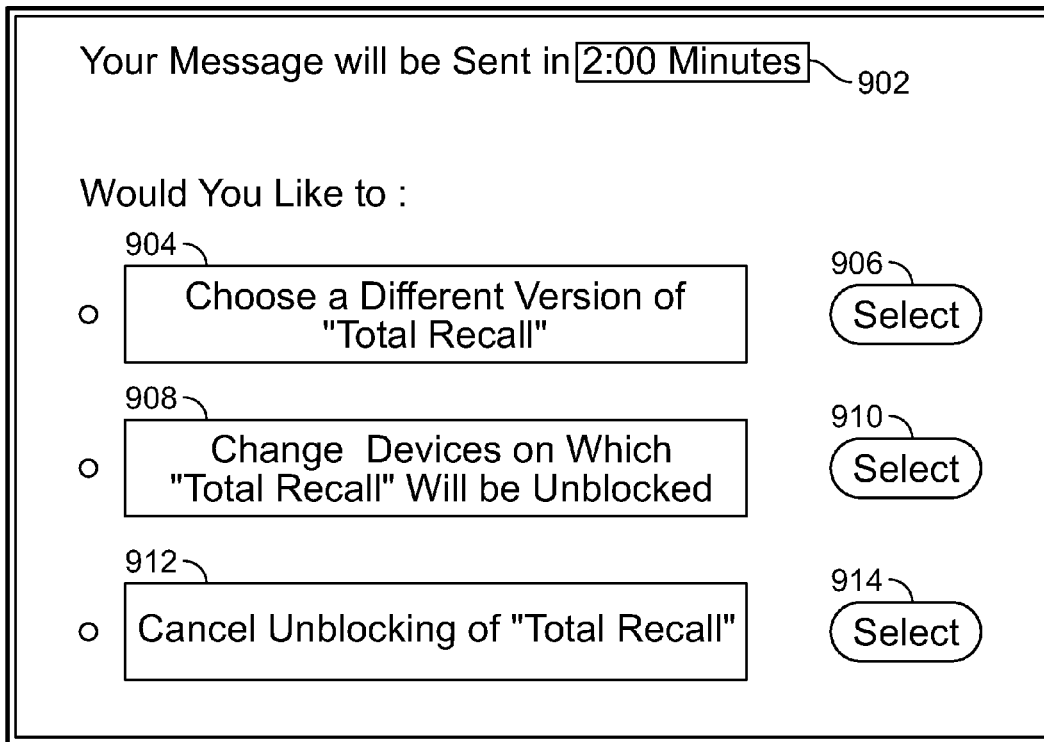 Your Message will be Sent in 2:00 Minutes
902
Would You Like to :
904
Choose a Different Version of
"Total Recall"
906
Select
908
Change Devices on Which
"Total Recall" Will be Unblocked
910
Select
912
Cancel Unblocking of "Total Recall"
914
Select